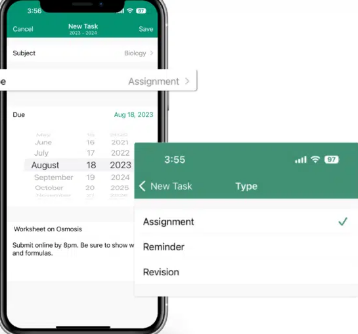 3:56
97
Cancel
New Task
2023 - 2024
Save
Subject
Biology >
Assignment >
Due
Aug 18, 2023
June 16 2021
July 17 2022
August 18 2023
September 19 2024
October 20 2025
Worksheet on Osmosis
Submit online by 8pm. Be sure to show w
and formulas.
3:55
97
< New Task
Type
Assignment ✓
Reminder
Revision